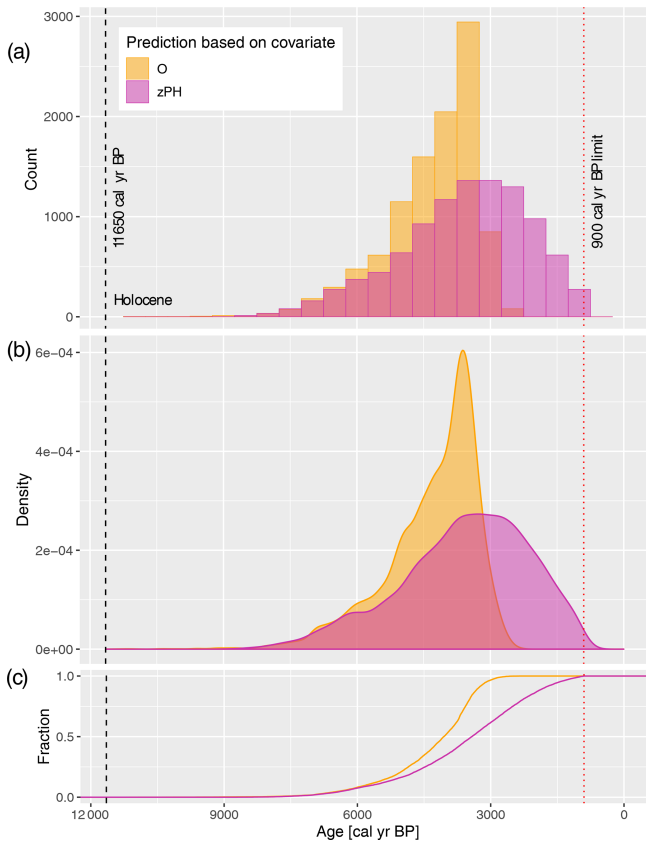 (a)
3000
2000
1000
0
Count
Prediction based on covariate
O
zPH
11650 cal yr BP
900 cal yr BP limit
Holocene
(b)
6e−04
4e−04
2e−04
0e+00
Density
(c)
1.0
0.5
0.0
Fraction
12000 9000 6000 3000 0
Age [cal yr BP]